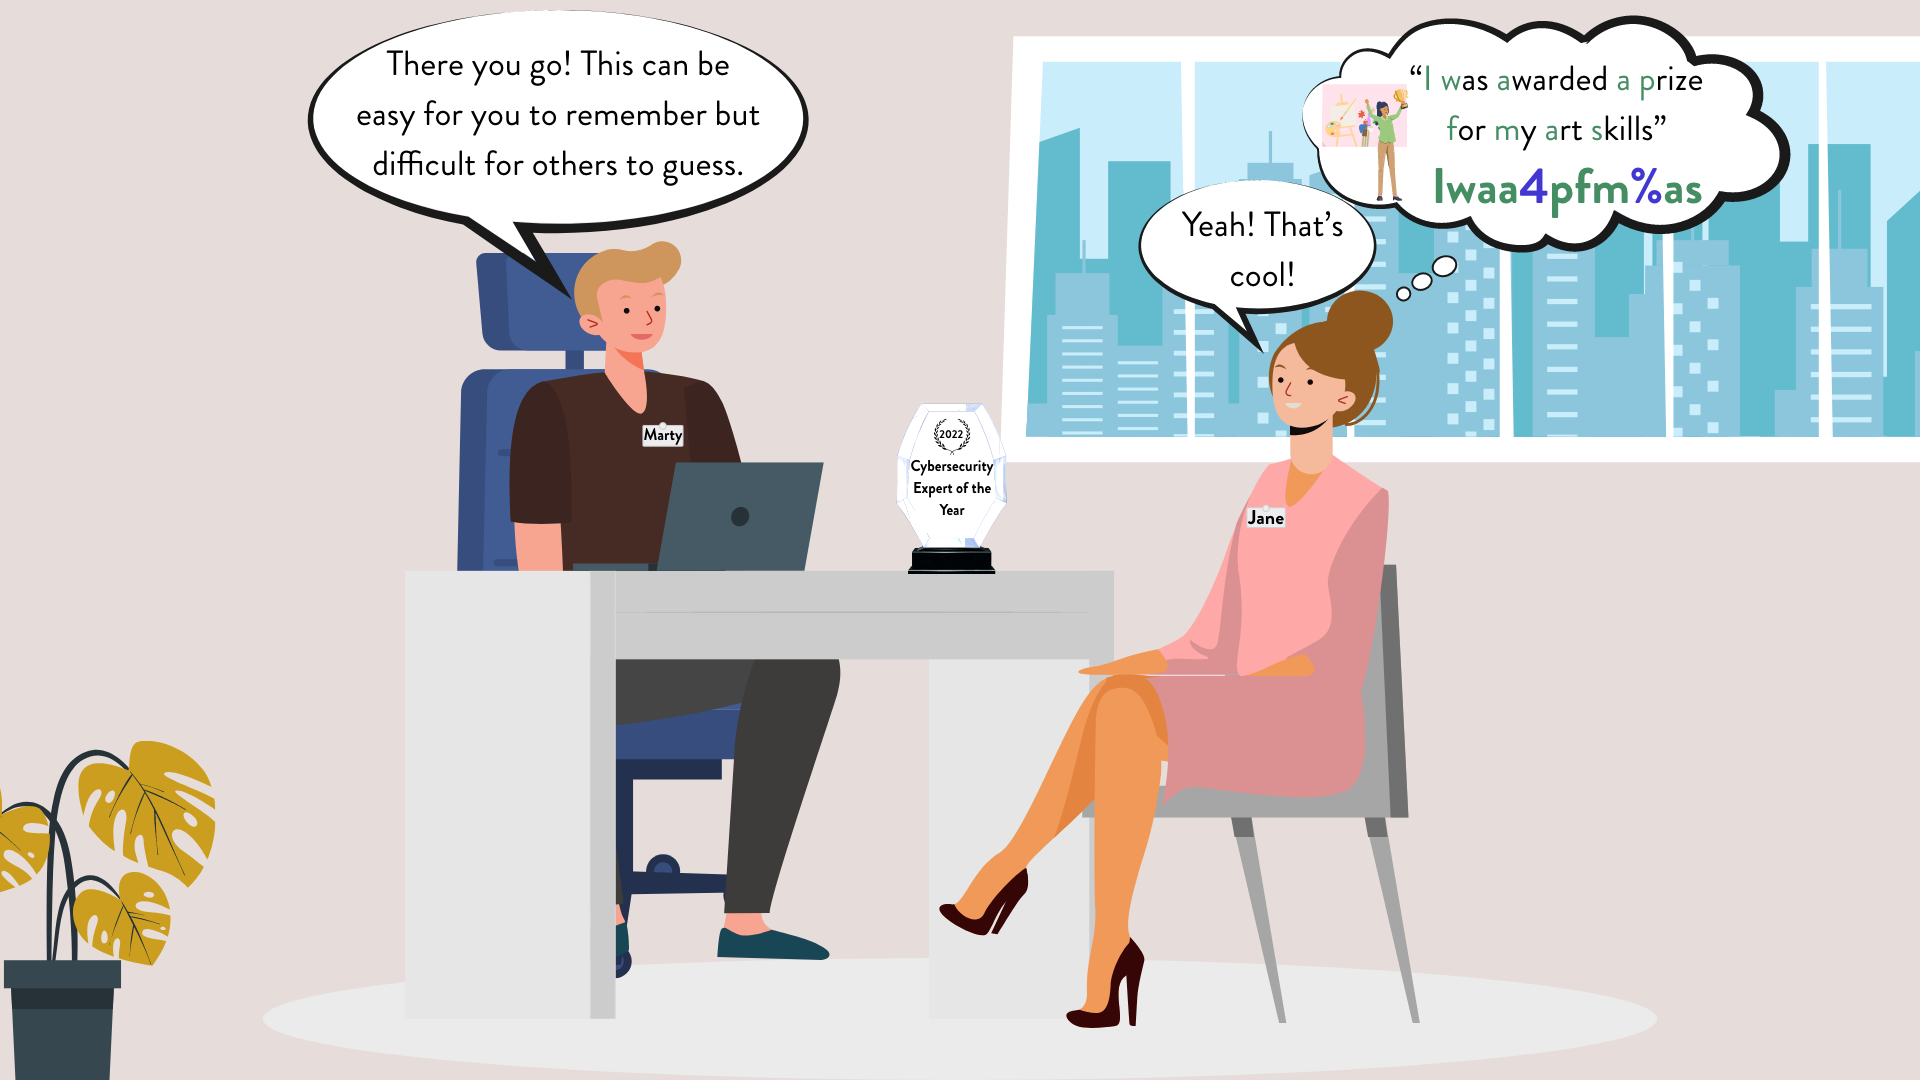 There you go! This can be
easy for you to remember but
difficult for others to guess.
“I was awarded a prize
for my art skills”
Iwaa4pfm%as
Yeah! That’s
cool!
Marty
2022
Cybersecurity
Expert of the
Year
Jane